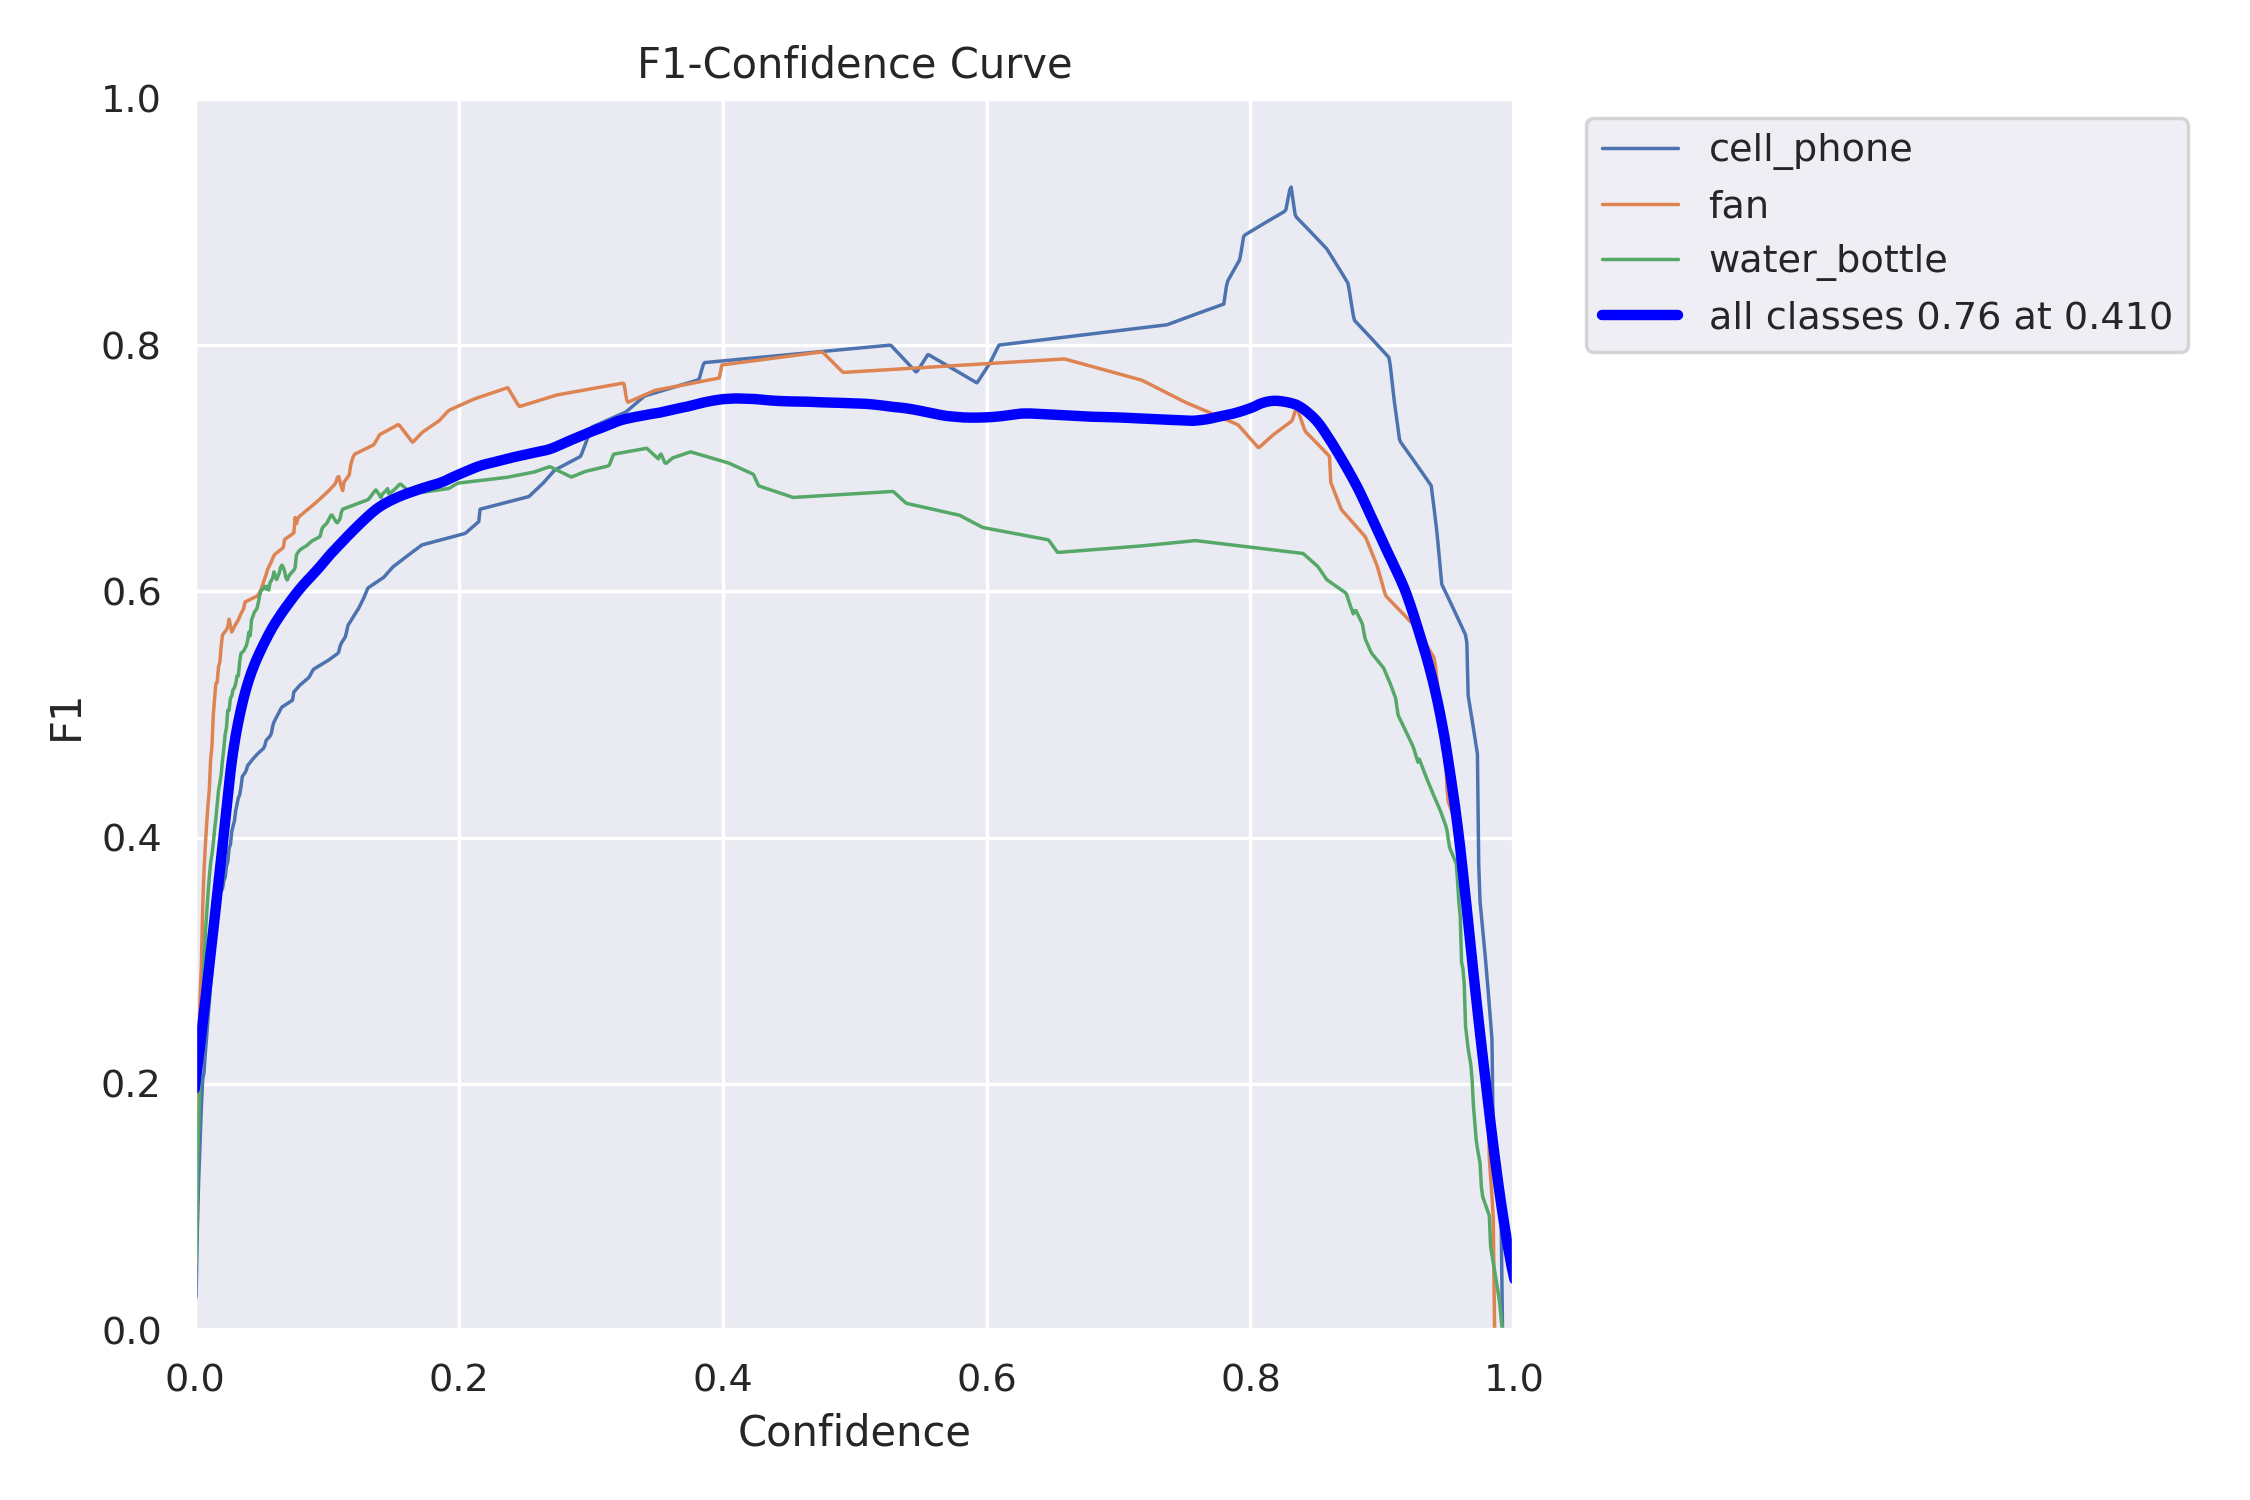 F1-Confidence Curve
1.0
0.8
0.6
0.4
0.2
0.0
F1
0.0 0.2 0.4 0.6 0.8 1.0
Confidence
cell_phone
fan
water_bottle
all classes 0.76 at 0.410